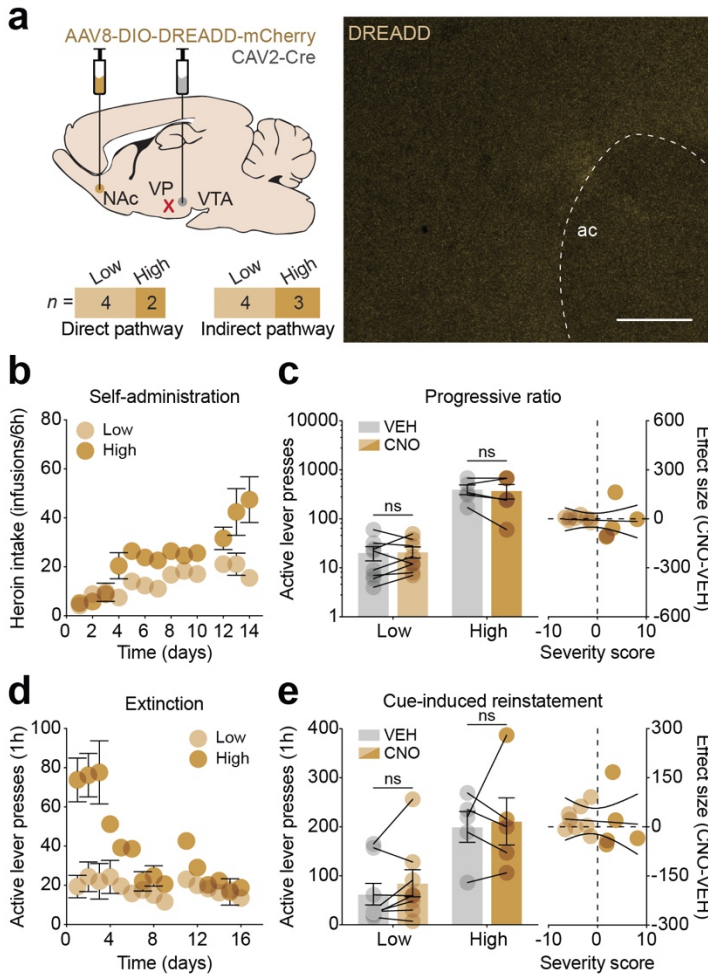 a
AAV8-DIO-DREADD-mCherry
CAV2-Cre
NAc
VP
X
VTA
Low High
n = 4 2
Direct pathway
Low High
4 3
Indirect pathway
DREADD
ac
b
Self-administration
Heroin intake (infusions/6h)
80
60
40
20
0
Low
High
0 2 4 6 8 10 12 14
Time (days)
c
Progressive ratio
Active lever presses
10000
1000
100
10
1
VEH
CNO
ns
ns
Low High
600
300
0
-300
-600
Effect size (CNO-VEH)
-10 0 10
Severity score
d
Extinction
Active lever presses (1h)
100
80
60
40
20
0
Low
High
0 4 8 12 16
Time (days)
e
Cue-induced reinstatement
Active lever presses (1h)
400
300
200
100
0
VEH
CNO
ns
ns
Low High
300
150
0
-150
-300
Effect size (CNO-VEH)
-10 0 10
Severity score